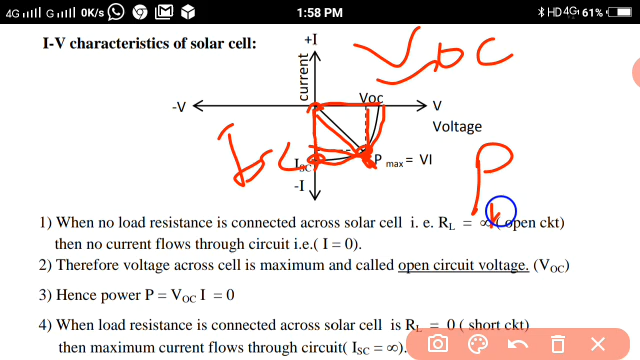 4G G 0K/s 1:58 PM HD 4G 61%
I-V characteristics of solar cell: +I
current
VOC
-V Voc V
Voltage
Isc Isc P max = VI
-I P
1) When no load resistance is connected across solar cell i. e. RL = ∞ ( open ckt)
then no current flows through circuit i.e.( I = 0).
2) Therefore voltage across cell is maximum and called open circuit voltage. (VOC)
3) Hence power P = VOC I = 0
4) When load resistance is connected across solar cell is RL = 0 ( short ckt)
then maximum current flows through circuit( ISC = ∞).